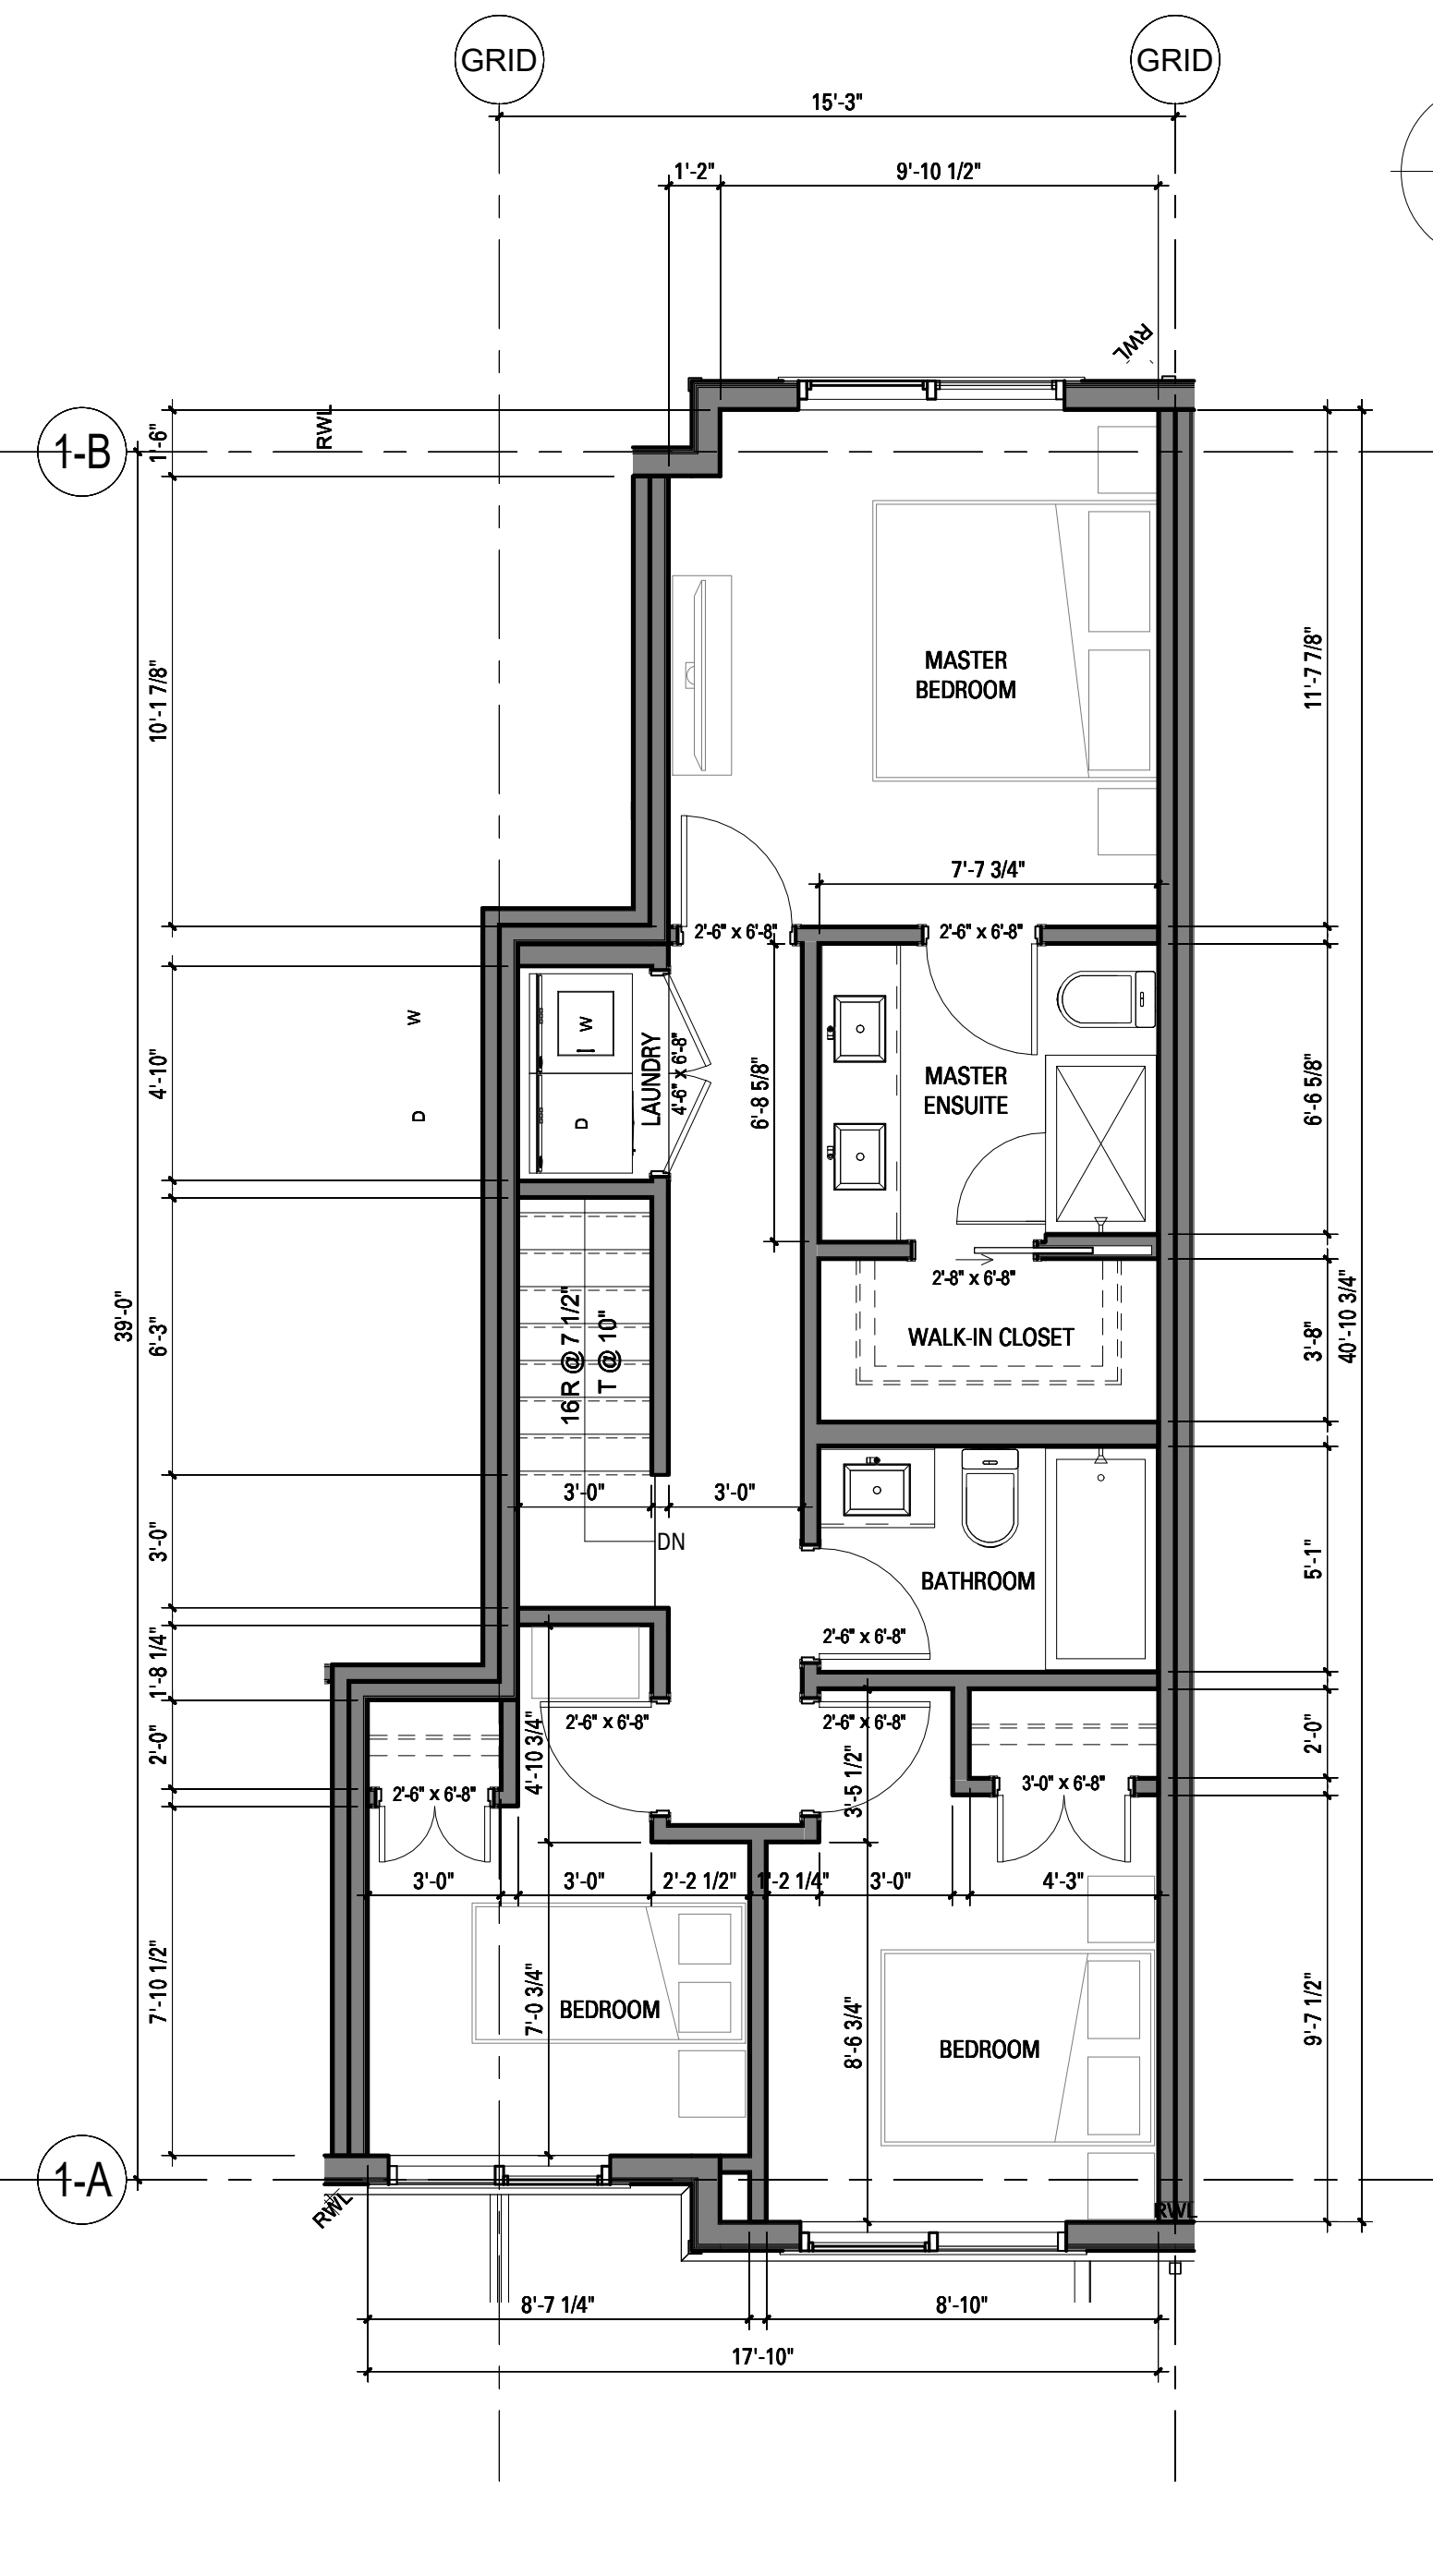 GRID
GRID
15'-3"
1'-2"
9'-10 1/2"
RWL
RWL
1-B
1'-6"
10'-1 7/8"
11'-7 7/8"
MASTER
BEDROOM
7'-7 3/4"
2'-6" x 6'-8"
2'-6" x 6'-8"
W
D
4'-10"
W
D
LAUNDRY
4'-6" x 6'-8"
6'-8 5/8"
MASTER
ENSUITE
6'-6 5/8"
2'-8" x 6'-8"
39'-0"
6'-3"
16R @ 7 1/2"
T @ 10"
WALK-IN CLOSET
3'-8"
40'-10 3/4"
3'-0"
3'-0"
3'-0"
DN
BATHROOM
5'-1"
2'-6" x 6'-8"
1'-8 1/4"
2'-6" x 6'-8"
2'-6" x 6'-8"
2'-0"
4'-10 3/4"
3'-5 1/2"
2'-0"
2'-6" x 6'-8"
3'-0" x 6'-8"
3'-0"
3'-0"
2'-2 1/2"
1'-2 1/4"
3'-0"
4'-3"
7'-10 1/2"
7'-0 3/4"
BEDROOM
8'-6 3/4"
BEDROOM
9'-7 1/2"
1-A
RWL
RWL
8'-7 1/4"
8'-10"
17'-10"